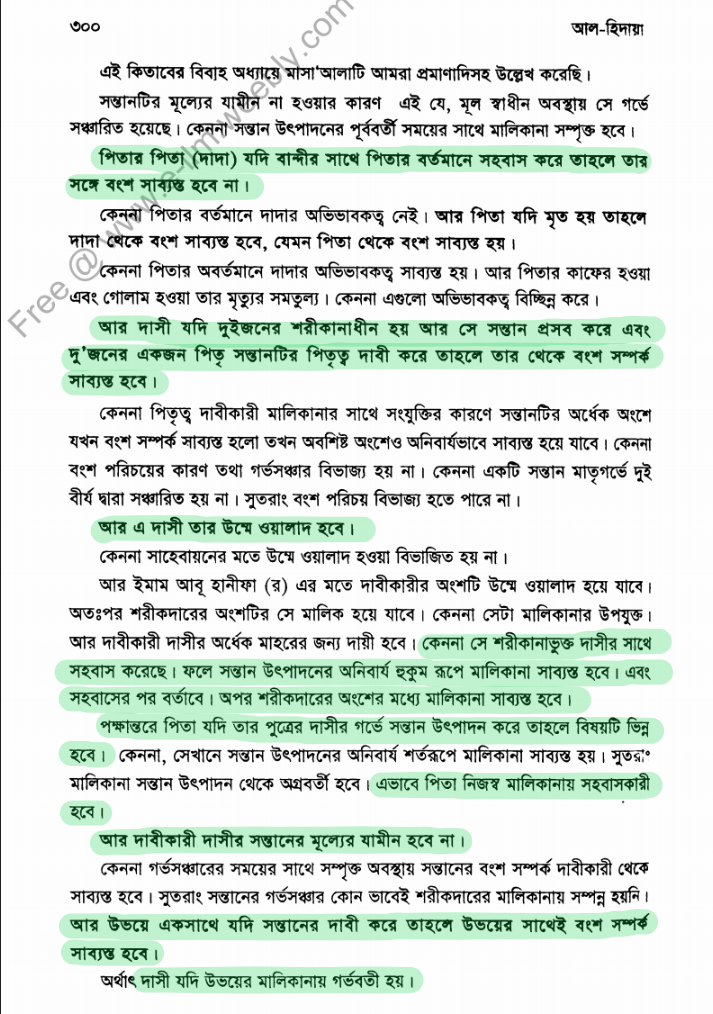 ৩০০ আল-হিদায়া
এই কিতাবের বিবাহ অধ্যায়ে মাসা'আলাটি আমরা প্রমাণাদিসহ উল্লেখ করেছি।
সন্তানটির মূল্যের যামীন না হওয়ার কারণ এই যে, মূল স্বাধীন অবস্থায় সে গর্ভে
সঞ্চারিত হয়েছে। কেননা সন্তান উৎপাদনের পূর্ববর্তী সময়ের সাথে মালিকানা সম্পৃক্ত হবে।
পিতার পিতা (দাদা) যদি বান্দীর সাথে পিতার বর্তমানে সহবাস করে তাহলে তার
সঙ্গে বংশ সাব্যস্ত হবে না।
কেননা পিতার বর্তমানে দাদার অভিভাবকত্ব নেই। আর পিতা যদি মৃত হয় তাহলে
দাদা থেকে বংশ সাব্যস্ত হবে, যেমন পিতা থেকে বংশ সাব্যস্ত হয়।
কেননা পিতার অবর্তমানে দাদার অভিভাবকত্ব সাব্যস্ত হয়। আর পিতার কাফের হওয়া
এবং গোলাম হওয়া তার মৃত্যুর সমতুল্য। কেননা এগুলো অভিভাবকত্ব বিচ্ছিন্ন করে।
আর দাসী যদি দুইজনের শরীকানাধীন হয় আর সে সন্তান প্রসব করে এবং
দু'জনের একজন পিতৃ সন্তানটির পিতৃত্ব দাবী করে তাহলে তার থেকে বংশ সম্পর্ক
সাব্যস্ত হবে।
কেননা পিতৃত্ব দাবীকারী মালিকানার সাথে সংযুক্তির কারণে সন্তানটির অর্ধেক অংশে
যখন বংশ সম্পর্ক সাব্যস্ত হলো তখন অবশিষ্ট অংশেও অনিবার্যভাবে সাব্যস্ত হয়ে যাবে। কেননা
বংশ পরিচয়ের কারণ তথা গর্ভসঞ্চার বিভাজ্য হয় না। কেননা একটি সন্তান মাতৃগর্ভে দুই
বীর্য দ্বারা সঞ্চারিত হয় না। সুতরাং বংশ পরিচয় বিভাজ্য হতে পারে না।
আর এ দাসী তার উম্মে ওয়ালাদ হবে।
কেননা সাহেবায়নের মতে উম্মে ওয়ালাদ হওয়া বিভাজিত হয় না।
আর ইমাম আবূ হানীফা (র) এর মতে দাবীকারীর অংশটি উম্মে ওয়ালাদ হয়ে যাবে।
অতঃপর শরীকদারের অংশটির সে মালিক হয়ে যাবে। কেননা সেটা মালিকানার উপযুক্ত।
আর দাবীকারী দাসীর অর্ধেক মাহরের জন্য দায়ী হবে। কেননা সে শরীকানাভুক্ত দাসীর সাথে
সহবাস করেছে। ফলে সন্তান উৎপাদনের অনিবার্য হুকুম রূপে মালিকানা সাব্যস্ত হবে। এবং
সহবাসের পর বর্তাবে। অপর শরীকদারের অংশের মধ্যে মালিকানা সাব্যস্ত হবে।
পক্ষান্তরে পিতা যদি তার পুত্রের দাসীর গর্ভে সন্তান উৎপাদন করে তাহলে বিষয়টি ভিন্ন
হবে। কেননা, সেখানে সন্তান উৎপাদনের অনিবার্য শর্তরূপে মালিকানা সাব্যস্ত হয়। সুতরাং
মালিকানা সন্তান উৎপাদন থেকে অগ্রবর্তী হবে। এভাবে পিতা নিজস্ব মালিকানায় সহবাসকারী
হবে।
আর দাবীকারী দাসীর সন্তানের মূল্যের যামীন হবে না।
কেননা গর্ভসঞ্চারের সময়ের সাথে সম্পৃক্ত অবস্থায় সন্তানের বংশ সম্পর্ক দাবীকারী থেকে
সাব্যস্ত হবে। সুতরাং সন্তানের গর্ভসঞ্চার কোন ভাবেই শরীকদারের মালিকানায় সম্পন্ন হয়নি।
আর উভয়ে একসাথে যদি সন্তানের দাবী করে তাহলে উভয়ের সাথেই বংশ সম্পর্ক
সাব্যস্ত হবে।
অর্থাৎ দাসী যদি উভয়ের মালিকানায় গর্ভবতী হয়।
Free @ www.e-ilm.weebly.com